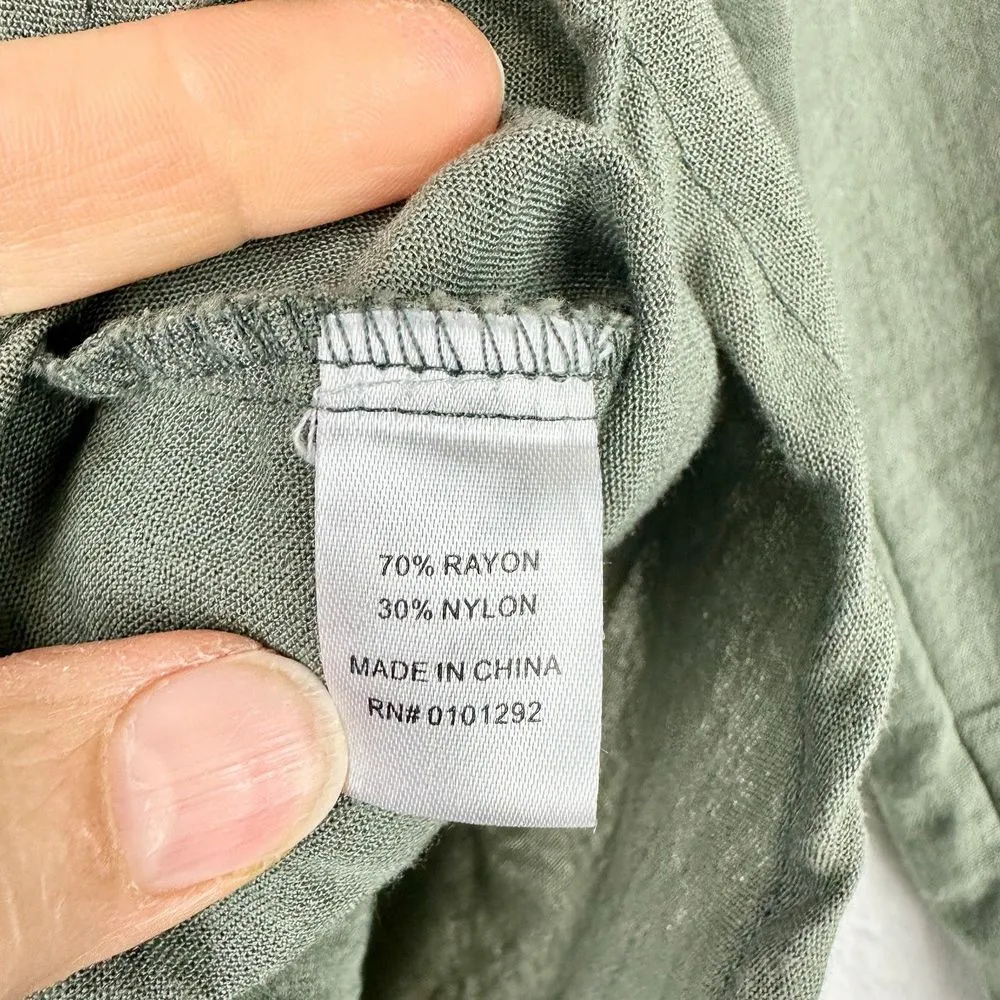 70% RAYON
30% NYLON
MADE IN CHINA
RN# 0101292